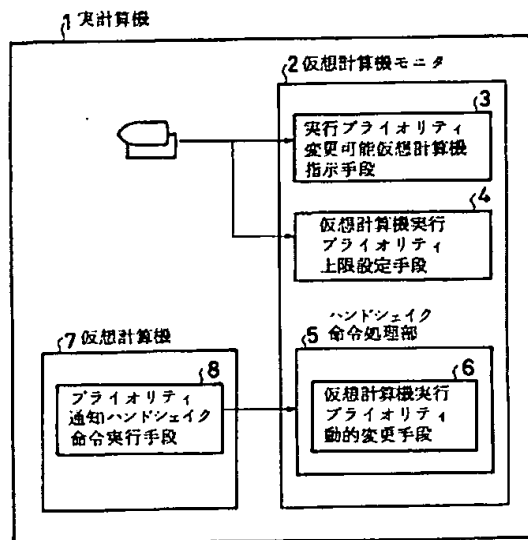 1 実計算機
2 仮想計算機モニタ
3
実行プライオリティ
変更可能仮想計算機
指示手段
4
仮想計算機実行
プライオリティ
上限設定手段
ハンドシェイク
5 命令処理部
6
仮想計算機実行
プライオリティ
動的変更手段
7 仮想計算機
8
プライオリティ
通知ハンドシェイク
命令実行手段